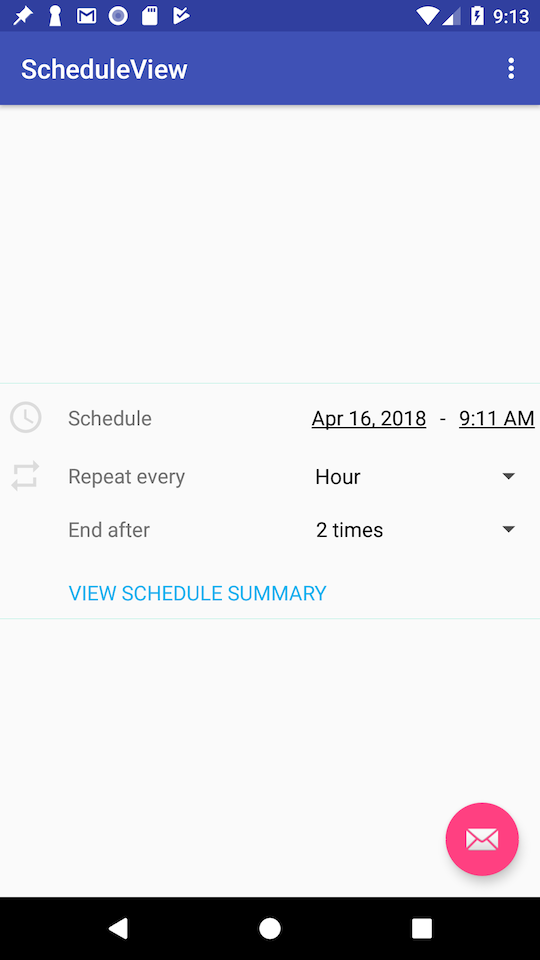 9:13
ScheduleView
Schedule Apr 16, 2018 - 9:11 AM
Repeat every Hour
End after 2 times
VIEW SCHEDULE SUMMARY